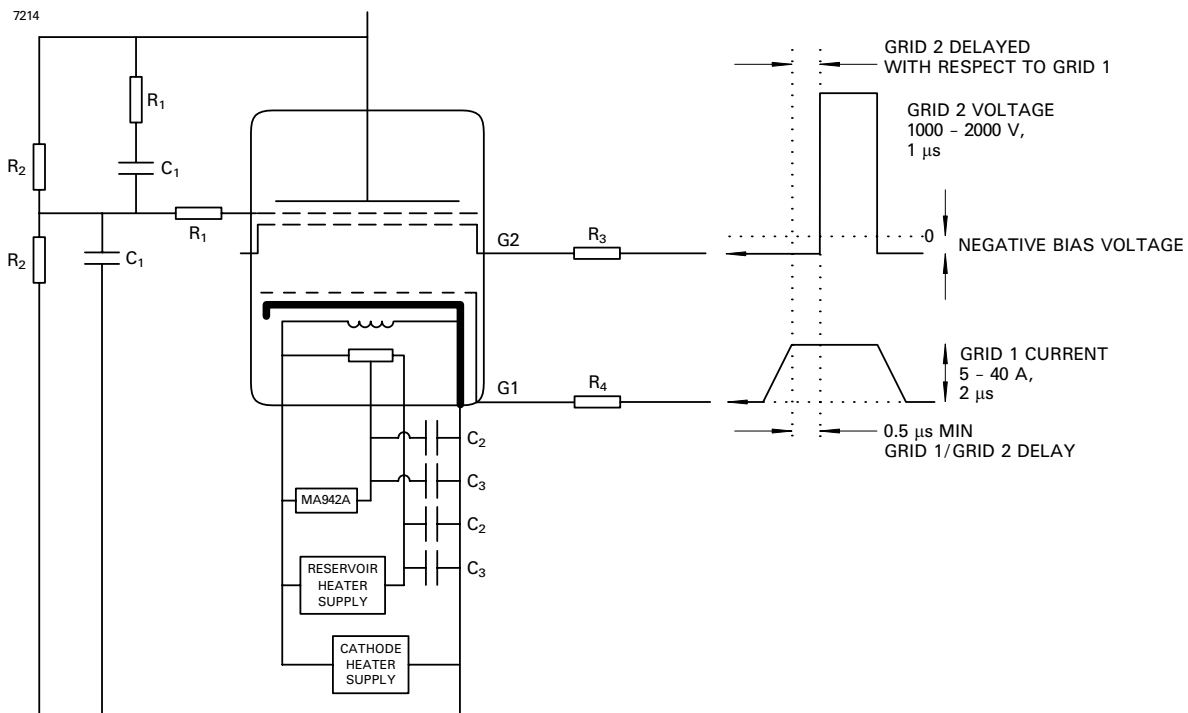 7214
R1
C1
R2
R1
R2
C1
G2
R3
G1
R4
C2
C3
C2
C3
MA942A
RESERVOIR
HEATER
SUPPLY
CATHODE
HEATER
SUPPLY
GRID 2 DELAYED
WITH RESPECT TO GRID 1
GRID 2 VOLTAGE
1000 – 2000 V,
1 μs
0
NEGATIVE BIAS VOLTAGE
GRID 1 CURRENT
5 – 40 A,
2 μs
0.5 μs MIN
GRID 1/GRID 2 DELAY